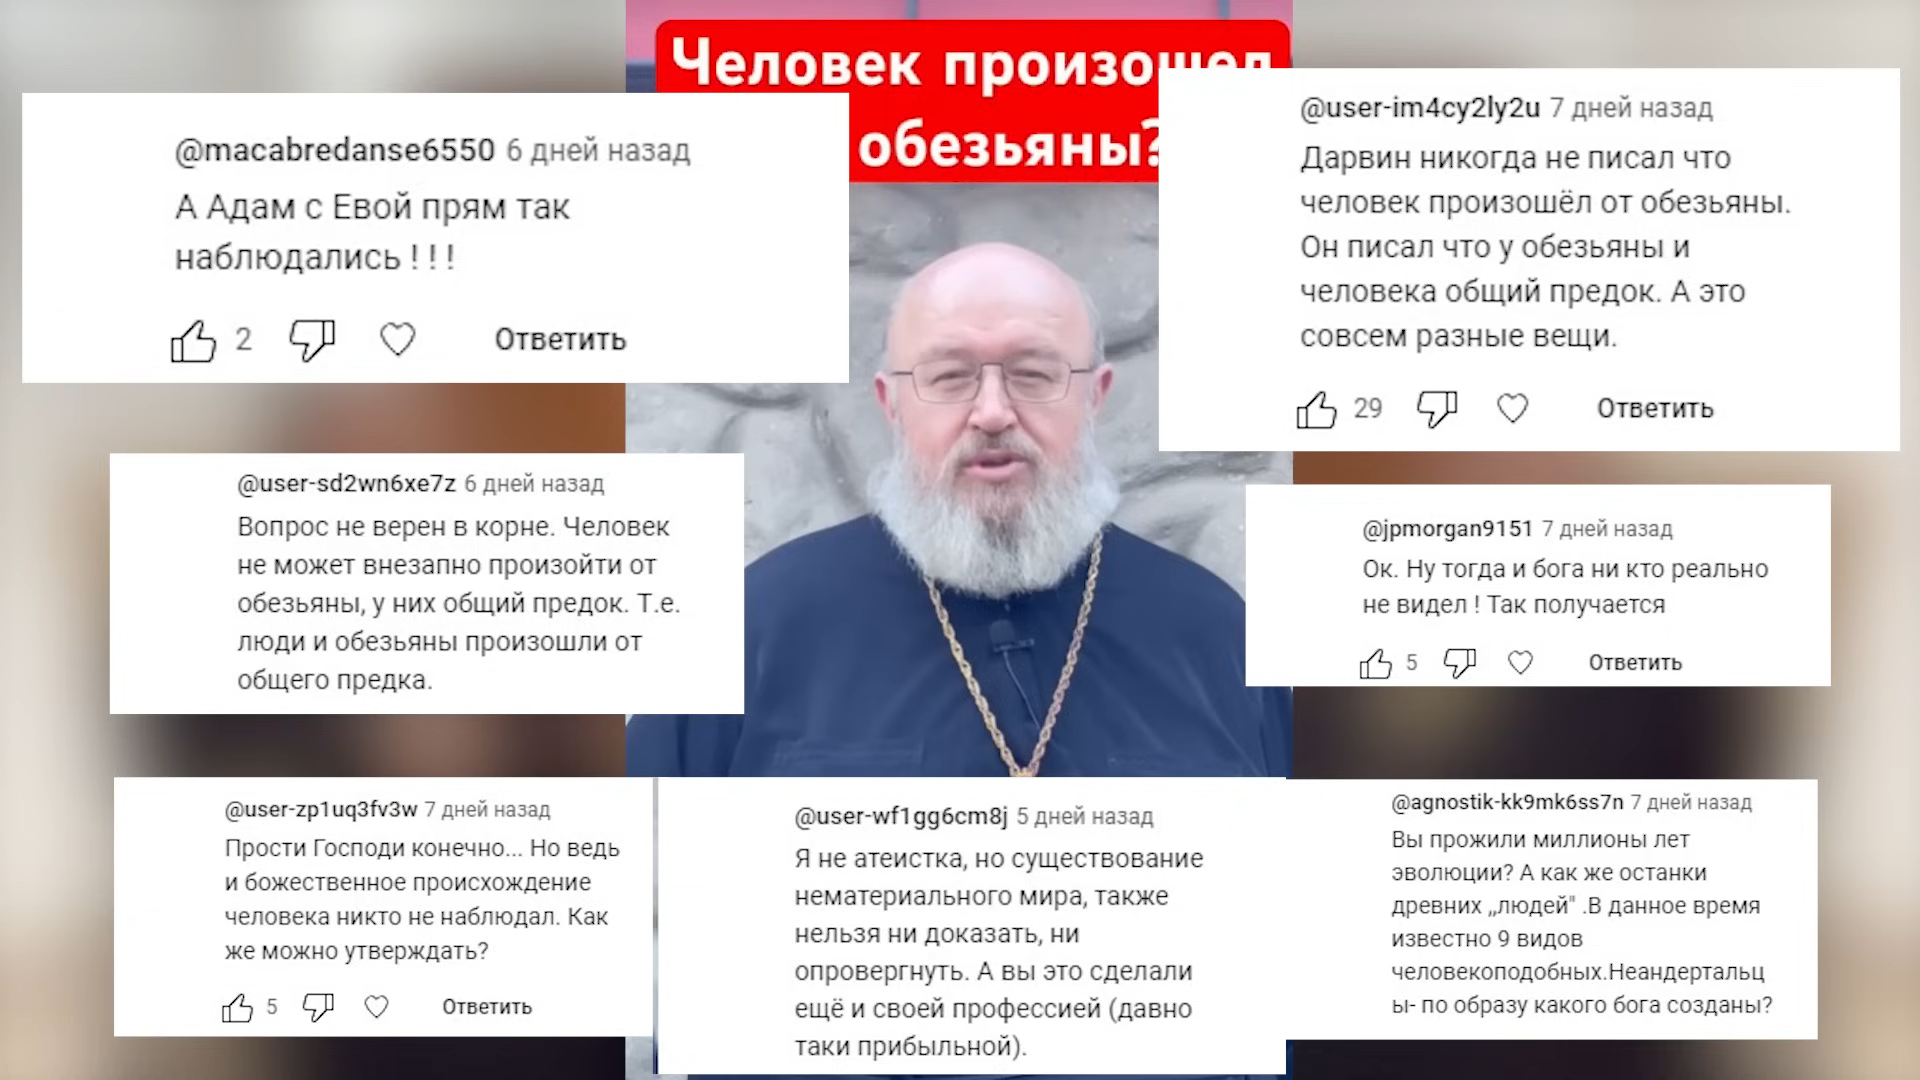 Человек произошел
обезьяны?
@macabredanse6550 6 дней назад
А Адам с Евой прям так
наблюдались ! ! !
2
Ответить
@user-im4cy2ly2u 7 дней назад
Дарвин никогда не писал что
человек произошёл от обезьяны.
Он писал что у обезьяны и
человека общий предок. А это
совсем разные вещи.
29
Ответить
@user-sd2wn6xe7z 6 дней назад
Вопрос не верен в корне. Человек
не может внезапно произойти от
обезьяны, у них общий предок. Т.е.
люди и обезьяны произошли от
общего предка.
@jpmorgan9151 7 дней назад
Ок. Ну тогда и бога ни кто реально
не видел ! Так получается
5
Ответить
@user-zp1uq3fv3w 7 дней назад
Прости Господи конечно... Но ведь
и божественное происхождение
человека никто не наблюдал. Как
же можно утверждать?
5
Ответить
@user-wf1gg6cm8j 5 дней назад
Я не атеистка, но существование
нематериального мира, также
нельзя ни доказать, ни
опровергнуть. А вы это сделали
ещё и своей профессией (давно
таки прибыльной).
@agnostik-kk9mk6ss7n 7 дней назад
Вы прожили миллионы лет
эволюции? А как же останки
древних ,,людей" .В данное время
известно 9 видов
человекоподобных.Неандертальц
ы- по образу какого бога созданы?